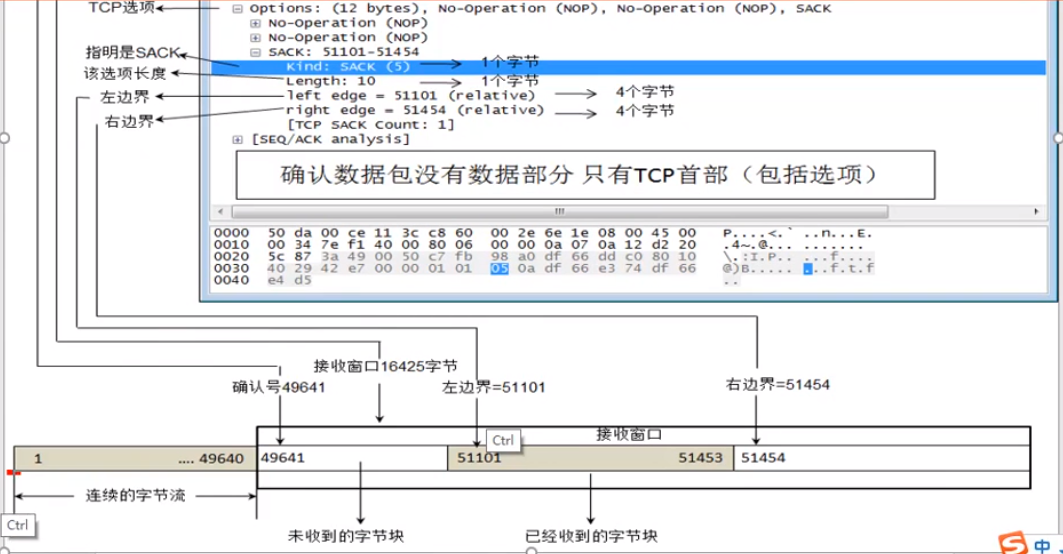 TCP选项
Options: (12 bytes), No-Operation (NOP), No-Operation (NOP), SACK
No-Operation (NOP)
No-Operation (NOP)
SACK: 51101-51454
指明是SACK
Kind: SACK (5)
1个字节
该选项长度
Length: 10
1个字节
左边界
left edge = 51101 (relative)
4个字节
右边界
right edge = 51454 (relative)
4个字节
[TCP SACK Count: 1]
[SEQ/ACK analysis]
确认数据包没有数据部分 只有TCP首部（包括选项）
0000 50 da 00 ce 11 3c c8 60 00 2e 6e 1e 08 00 45 00 P....<.` ..n...E.
0010 00 34 7e f1 40 00 80 06 00 00 0a 07 0a 12 d2 20 .4~.@... .......
0020 5c 87 3a 49 00 50 c7 fb 98 a0 df 66 dd c0 80 10 \.:I.P.. ...f....
0030 40 29 42 e7 00 00 01 01 05 0a df 66 e3 74 df 66 @)B..... ...f.t.f
0040 e4 d5 ..
接收窗口16425字节
确认号49641
左边界=51101
右边界=51454
Ctrl
接收窗口
1 .... 49640 49641 51101 51453 51454
连续的字节流
Ctrl
未收到的字节块
已经收到的字节块
S 中